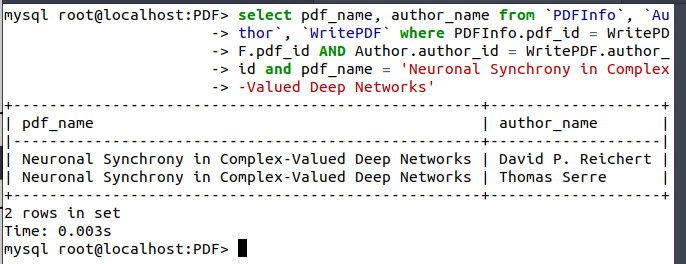 mysql root@localhost:PDF> select pdf_name, author_name from `PDFInfo`, `Au
-> thor`, `WritePDF` where PDFInfo.pdf_id = WritePD
-> F.pdf_id AND Author.author_id = WritePDF.author_
-> id and pdf_name = 'Neuronal Synchrony in Complex
-> -Valued Deep Networks'
+-----------------------------------------------+------------------+
| pdf_name | author_name |
|-----------------------------------------------+------------------|
| Neuronal Synchrony in Complex-Valued Deep Networks | David P. Reichert |
| Neuronal Synchrony in Complex-Valued Deep Networks | Thomas Serre |
+-----------------------------------------------+------------------+
2 rows in set
Time: 0.003s
mysql root@localhost:PDF>